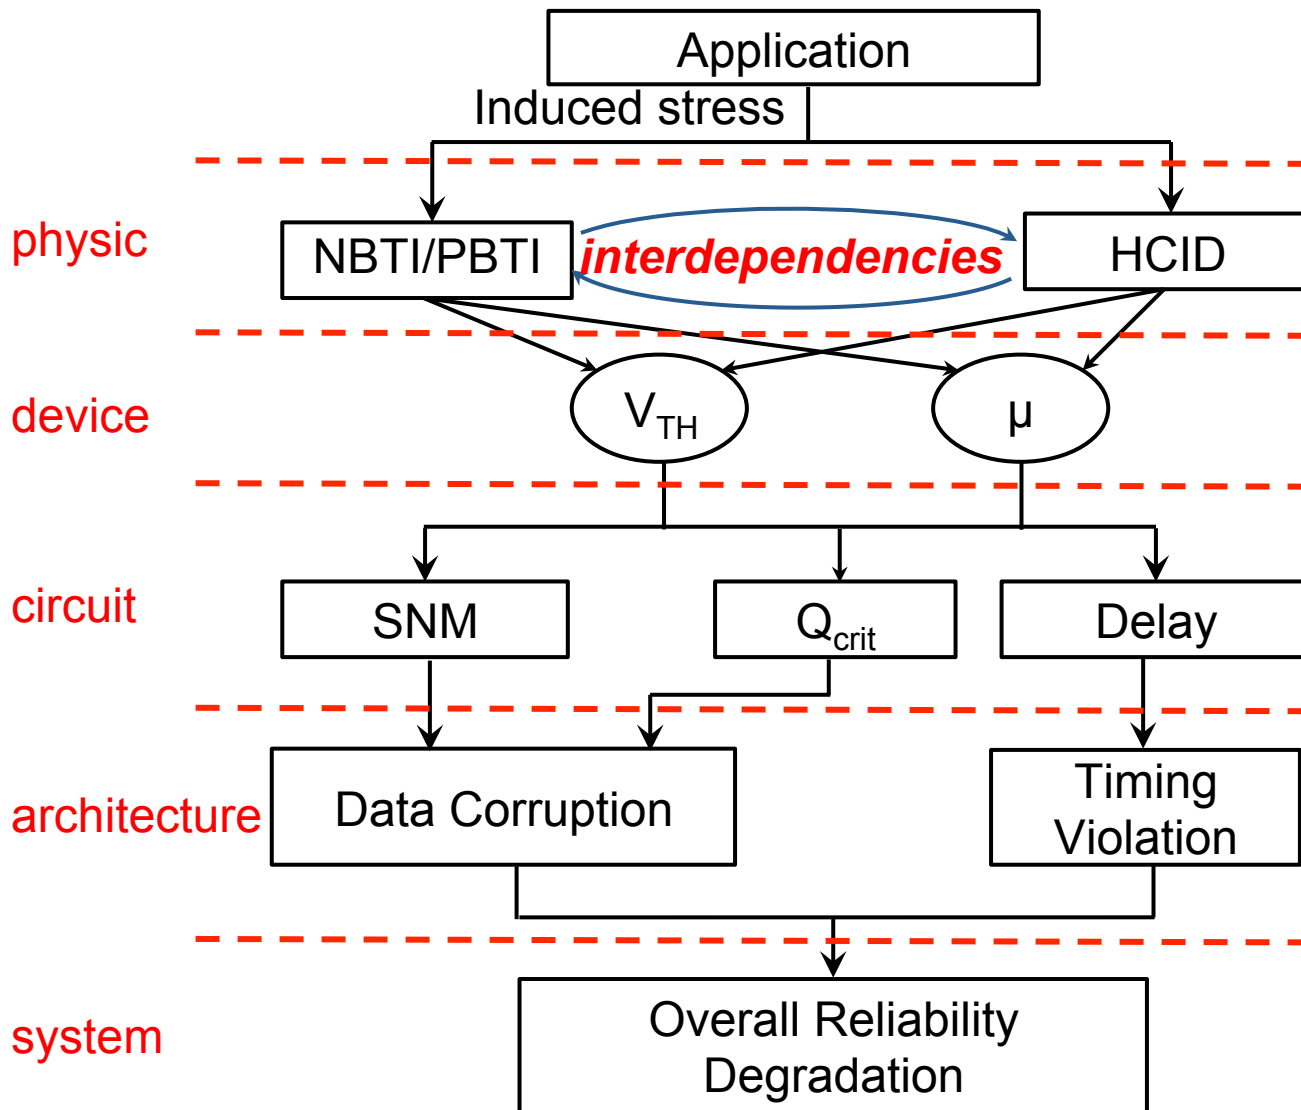 Application
Induced stress
physic
NBTI/PBTI
interdependencies
HCID
device
VTH
μ
circuit
SNM
Qcrit
Delay
architecture
Data Corruption
Timing
Violation
system
Overall Reliability
Degradation